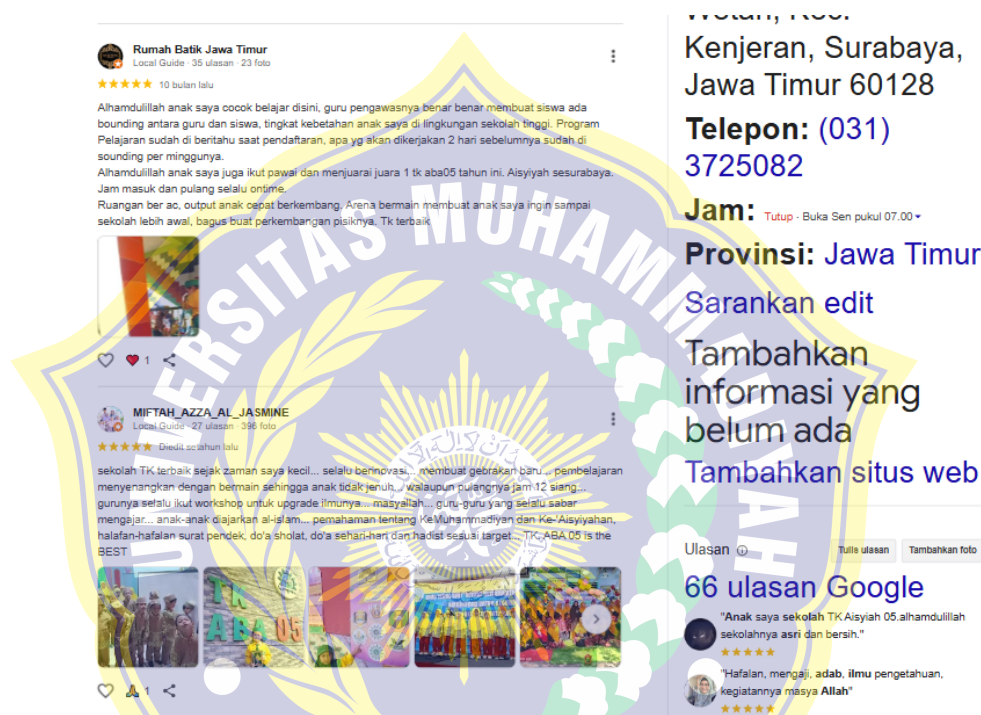 Rumah Batik Jawa Timur
Local Guide · 35 ulasan · 23 foto
10 bulan lalu
Alhamdulillah anak saya cocok belajar disini, guru pengawasnya benar benar membuat siswa ada
bounding antara guru dan siswa, tingkat kebetahan anak saya di lingkungan sekolah tinggi. Program
Pelajaran sudah di beritahu saat pendaftaran, apa yg akan dikerjakan 2 hari sebelumnya sudah di
sounding per minggunya.
Alhamdulillah anak saya juga ikut pawai dan menjuarai juara 1 tk aba05 tahun ini. Aisyiyah sesurabaya.
Jam masuk dan pulang selalu ontime.
Ruangan ber ac, output anak cepat berkembang. Arena bermain membuat anak saya ingin sampai
sekolah lebih awal, bagus buat perkembangan pisiknya. Tk terbaik
1
MIFTAH_AZZA_AL_JASMINE
Local Guide · 27 ulasan · 396 foto
Diedit setahun lalu
sekolah TK terbaik sejak zaman saya kecil... selalu berinovasi... membuat gebrakan baru... pembelajaran
menyenangkan dengan bermain sehingga anak tidak jenuh... walaupun pulangnya jam 12 siang...
gurunya selalu ikut workshop untuk upgrade ilmunya... masyallah... guru-guru yang selalu sabar
mengajar... anak-anak diajarkan al-islam... pemahaman tentang KeMuhammadiyan dan Ke-'Aisyiyahan,
halafan-hafalan surat pendek, do'a sholat, do'a sehari-hari dan hadist sesuai target... TK ABA 05 is the
BEST
TK
ABA 05
1
Kenjeran, Surabaya,
Jawa Timur 60128
Telepon: (031)
3725082
Jam: Tutup · Buka Sen pukul 07.00
Provinsi: Jawa Timur
Sarankan edit
Tambahkan
informasi yang
belum ada
Tambahkan situs web
Ulasan
Tulis ulasan Tambahkan foto
66 ulasan Google
"Anak saya sekolah TK Aisyiah 05.alhamdulillah
sekolahnya asri dan bersih."
"Hafalan, mengaji, adab, ilmu pengetahuan,
kegiatannya masya Allah"
UNIVERSITAS MUHAMMADIYAH